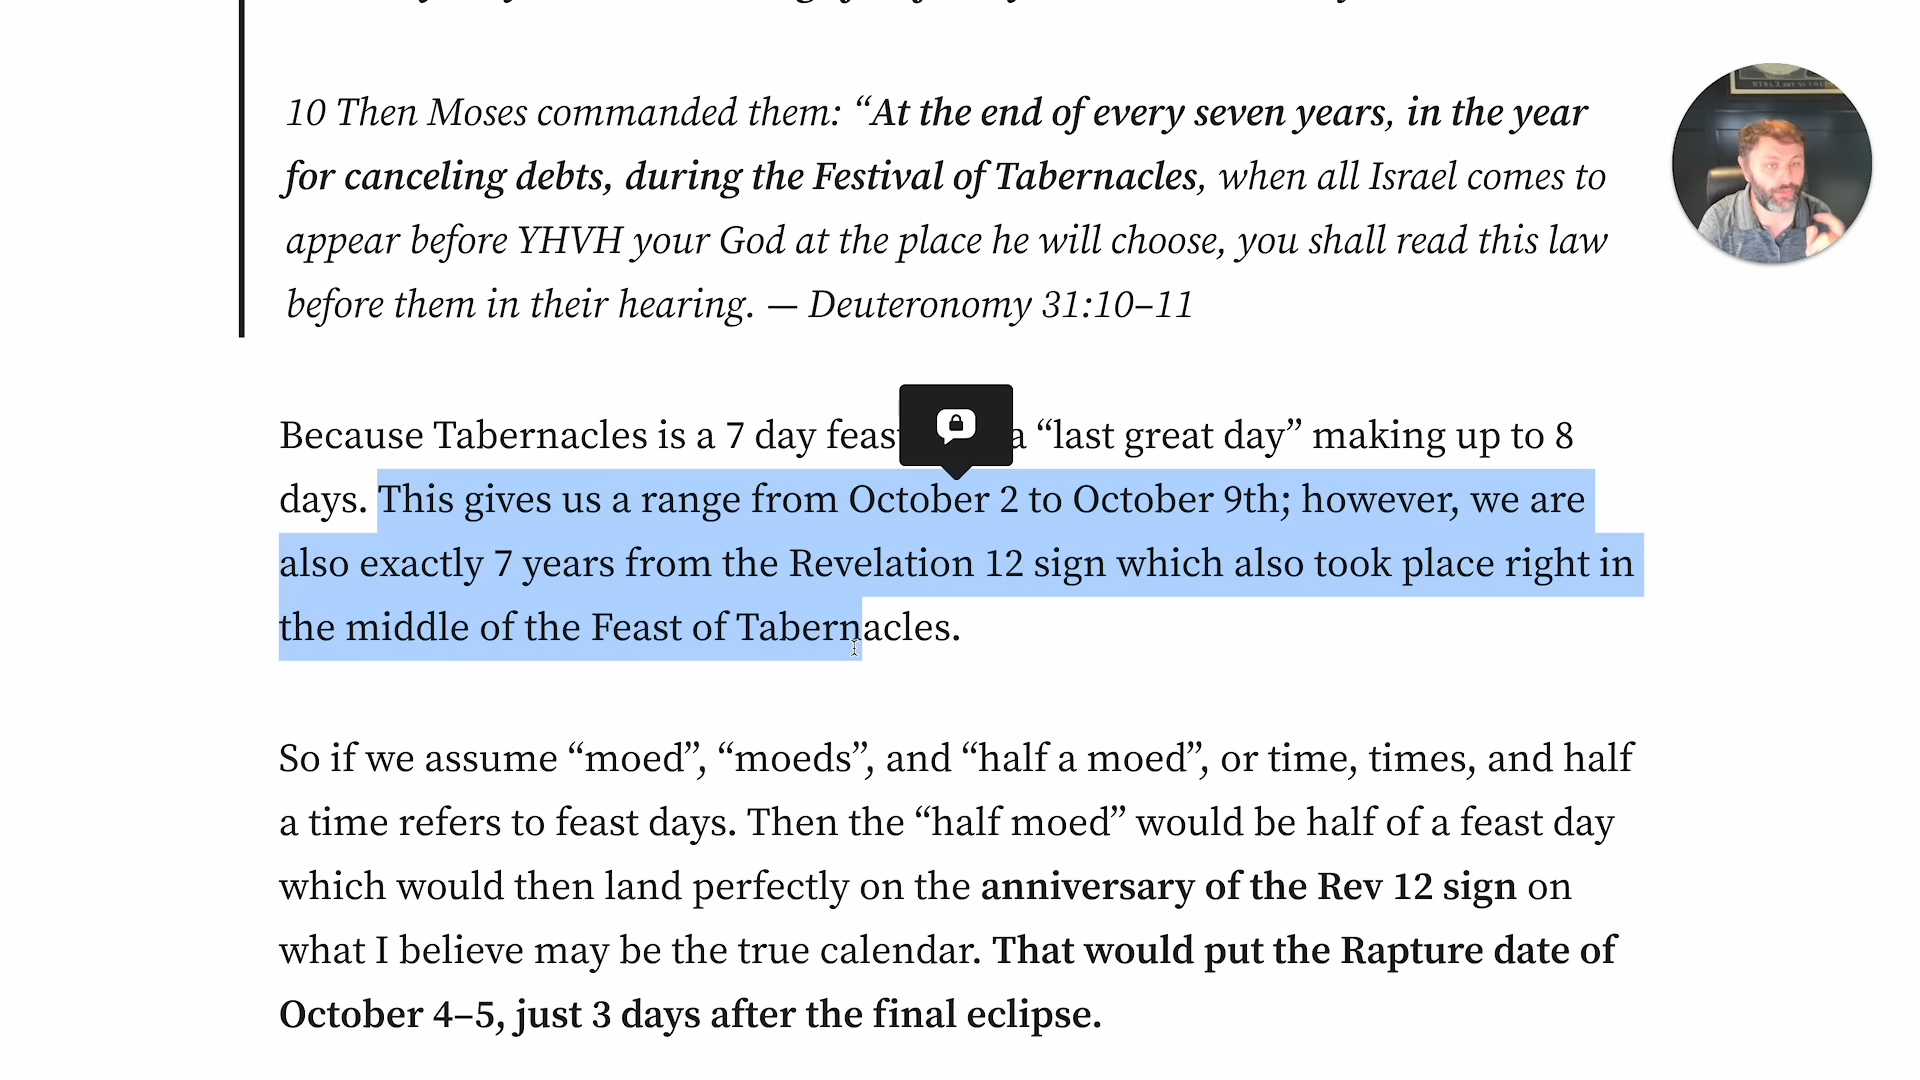 10 Then Moses commanded them: “At the end of every seven years, in the year
for canceling debts, during the Festival of Tabernacles, when all Israel comes to
appear before YHVH your God at the place he will choose, you shall read this law
before them in their hearing. — Deuteronomy 31:10–11
Because Tabernacles is a 7 day feas a “last great day” making up to 8
days. This gives us a range from October 2 to October 9th; however, we are
also exactly 7 years from the Revelation 12 sign which also took place right in
the middle of the Feast of Tabernacles.
So if we assume “moed”, “moeds”, and “half a moed”, or time, times, and half
a time refers to feast days. Then the “half moed” would be half of a feast day
which would then land perfectly on the anniversary of the Rev 12 sign on
what I believe may be the true calendar. That would put the Rapture date of
October 4–5, just 3 days after the final eclipse.